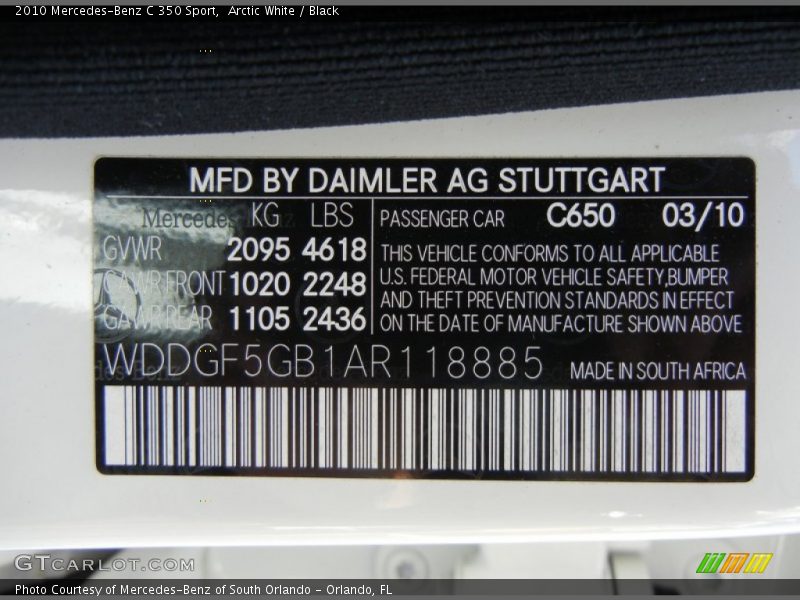 2010 Mercedes-Benz C 350 Sport, Arctic White / Black
MFD BY DAIMLER AG STUTTGART
Mercedes KG LBS
GVWR 2095 4618
GAWR FRONT 1020 2248
GAWR REAR 1105 2436
PASSENGER CAR C650 03/10
THIS VEHICLE CONFORMS TO ALL APPLICABLE
U.S. FEDERAL MOTOR VEHICLE SAFETY,BUMPER
AND THEFT PREVENTION STANDARDS IN EFFECT
ON THE DATE OF MANUFACTURE SHOWN ABOVE
WDDGF5GB1AR118885 MADE IN SOUTH AFRICA
GTCARLOT.COM
Photo Courtesy of Mercedes-Benz of South Orlando - Orlando, FL